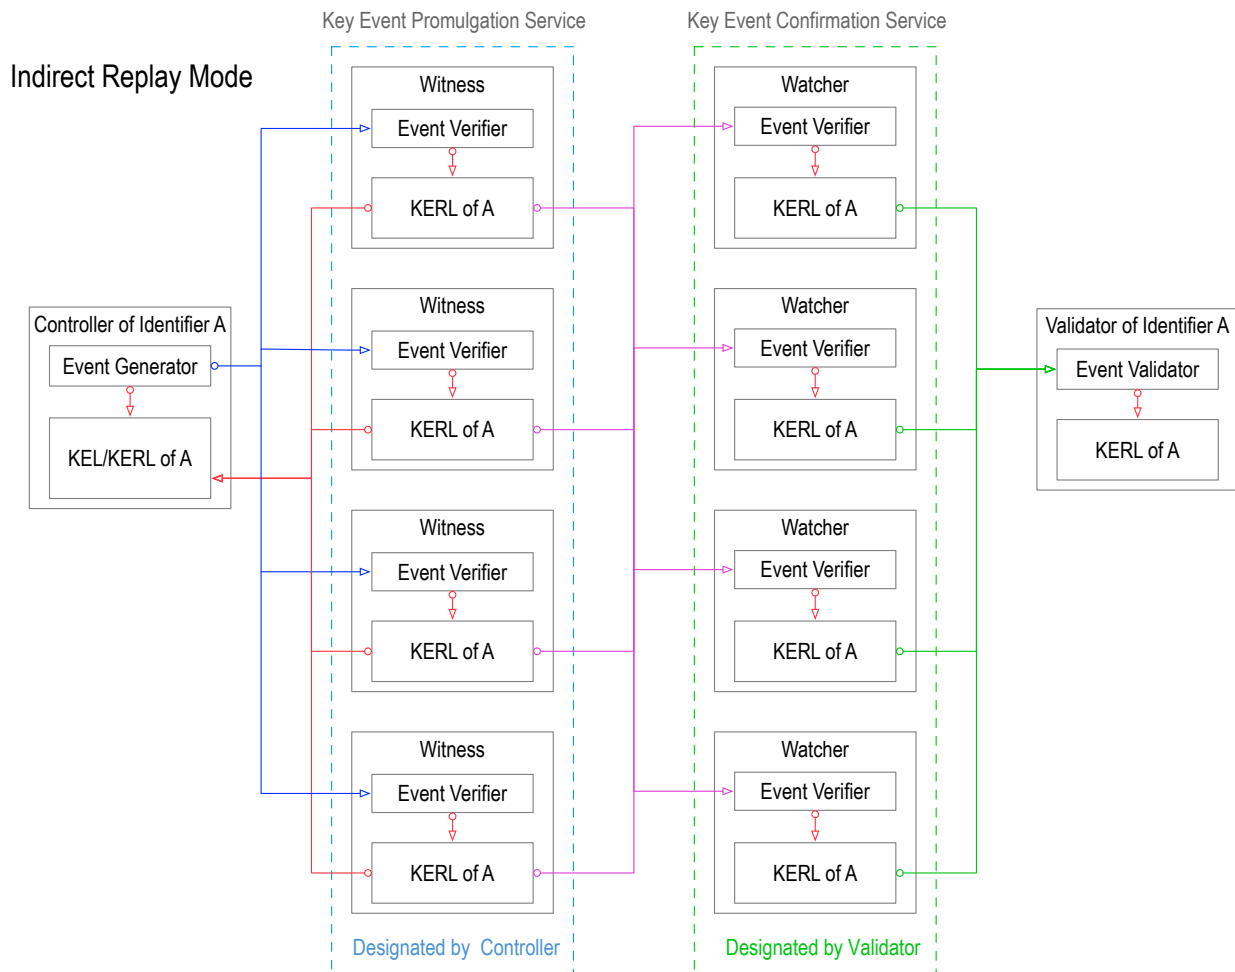 Key Event Promulgation Service
Key Event Confirmation Service
Indirect Replay Mode
Witness
Event Verifier
KERL of A
Watcher
Event Verifier
KERL of A
Controller of Identifier A
Event Generator
KEL/KERL of A
Witness
Event Verifier
KERL of A
Watcher
Event Verifier
KERL of A
Validator of Identifier A
Event Validator
KERL of A
Witness
Event Verifier
KERL of A
Watcher
Event Verifier
KERL of A
Witness
Event Verifier
KERL of A
Watcher
Event Verifier
KERL of A
Designated by Controller
Designated by Validator